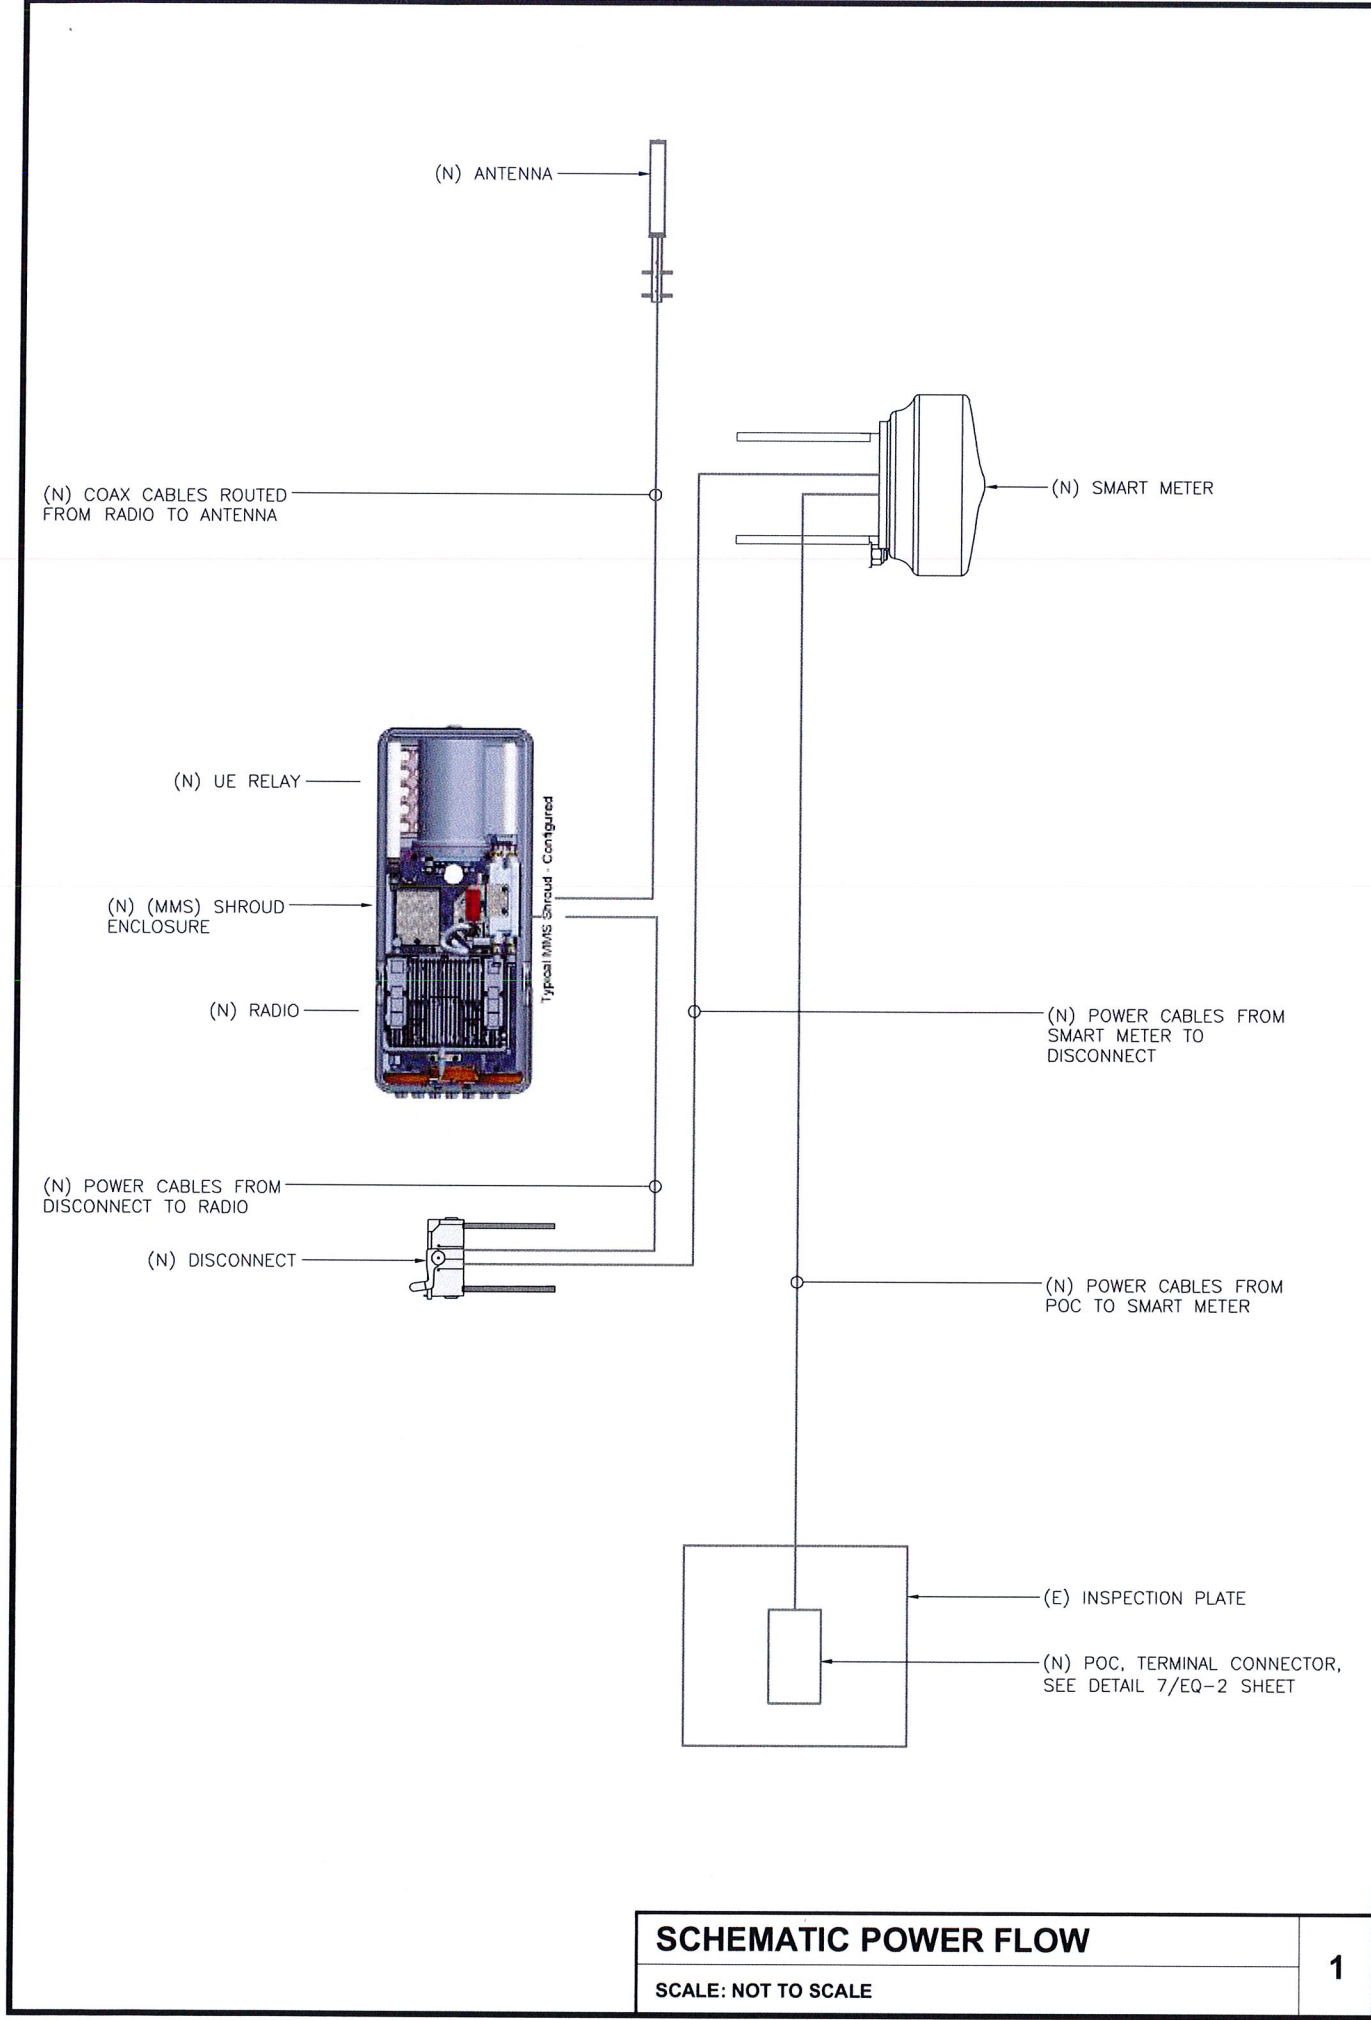 (N) ANTENNA
(N) COAX CABLES ROUTED
FROM RADIO TO ANTENNA
(N) SMART METER
(N) UE RELAY
(N) (MMS) SHROUD
ENCLOSURE
(N) RADIO
Typical MMS Shroud - Configured
(N) POWER CABLES FROM
SMART METER TO
DISCONNECT
(N) POWER CABLES FROM
DISCONNECT TO RADIO
(N) DISCONNECT
(N) POWER CABLES FROM
POC TO SMART METER
(E) INSPECTION PLATE
(N) POC, TERMINAL CONNECTOR,
SEE DETAIL 7/EQ-2 SHEET
SCHEMATIC POWER FLOW
SCALE: NOT TO SCALE
1